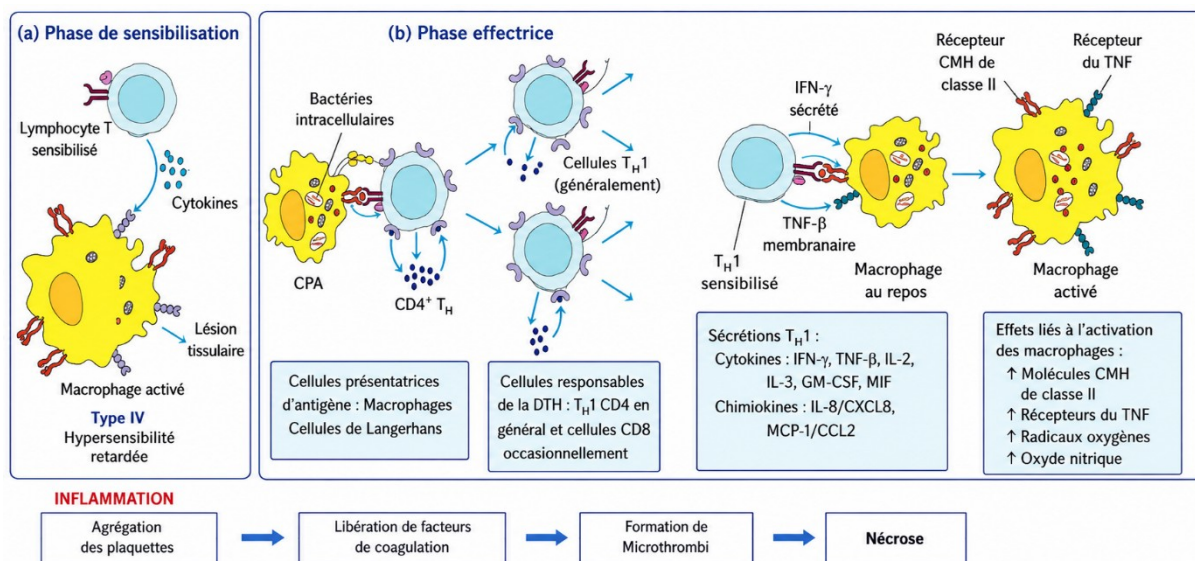 (a) Phase de sensibilisation
Lymphocyte T
sensibilisé
Cytokines
Lésion
tissulaire
Macrophage activé
Type IV
Hypersensibilité
retardée
(b) Phase effectrice
Bactéries
intracellulaires
CPA
CD4⁺ T_H
Cellules T_H1
(généralement)
Cellules présentatrices
d'antigène : Macrophages
Cellules de Langerhans
Cellules responsables
de la DTH : T_H1 CD4 en
général et cellules CD8
occasionnellement
IFN-γ
sécrété
TNF-β
membranaire
T_H1
sensibilisé
Macrophage
au repos
Récepteur
CMH de
classe II
Récepteur
du TNF
Macrophage
activé
Sécrétions T_H1 :
Cytokines : IFN-γ, TNF-β, IL-2,
IL-3, GM-CSF, MIF
Chimiokines : IL-8/CXCL8,
MCP-1/CCL2
Effets liés à l'activation
des macrophages :
↑ Molécules CMH
de classe II
↑ Récepteurs du TNF
↑ Radicaux oxygènes
↑ Oxyde nitrique
INFLAMMATION
Agrégation
des plaquettes
Libération de facteurs
de coagulation
Formation de
Microthrombi
Nécrose